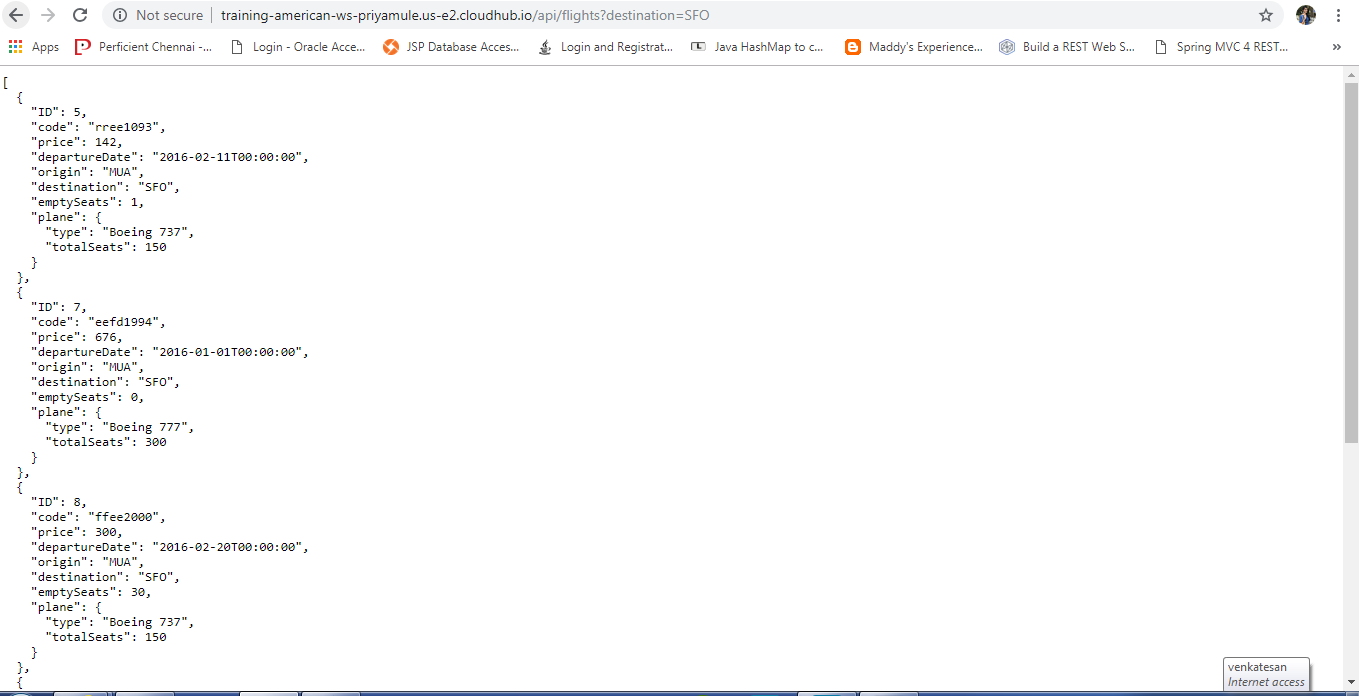 Not secure | training-american-ws-priyamule.us-e2.cloudhub.io/api/flights?destination=SFO
Apps Perficient Chennai -... Login - Oracle Acce... JSP Database Acces... Login and Registrat... Java HashMap to c... Maddy's Experience... Build a REST Web S... Spring MVC 4 REST... »
[
  {
    "ID": 5,
    "code": "rree1093",
    "price": 142,
    "departureDate": "2016-02-11T00:00:00",
    "origin": "MUA",
    "destination": "SFO",
    "emptySeats": 1,
    "plane": {
      "type": "Boeing 737",
      "totalSeats": 150
    }
  },
  {
    "ID": 7,
    "code": "eefd1994",
    "price": 676,
    "departureDate": "2016-01-01T00:00:00",
    "origin": "MUA",
    "destination": "SFO",
    "emptySeats": 0,
    "plane": {
      "type": "Boeing 777",
      "totalSeats": 300
    }
  },
  {
    "ID": 8,
    "code": "ffee2000",
    "price": 300,
    "departureDate": "2016-02-20T00:00:00",
    "origin": "MUA",
    "destination": "SFO",
    "emptySeats": 30,
    "plane": {
      "type": "Boeing 737",
      "totalSeats": 150
    }
  },
  {
venkatesan
Internet access